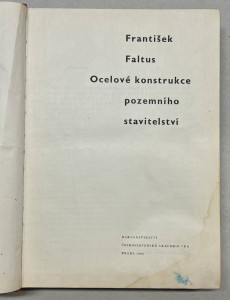 František
Faltus
Ocelové konstrukce
pozemního
stavitelství
NAKLADATELSTVÍ
ČESKOSLOVENSKÉ AKADEMIE VĚD
PRAHA